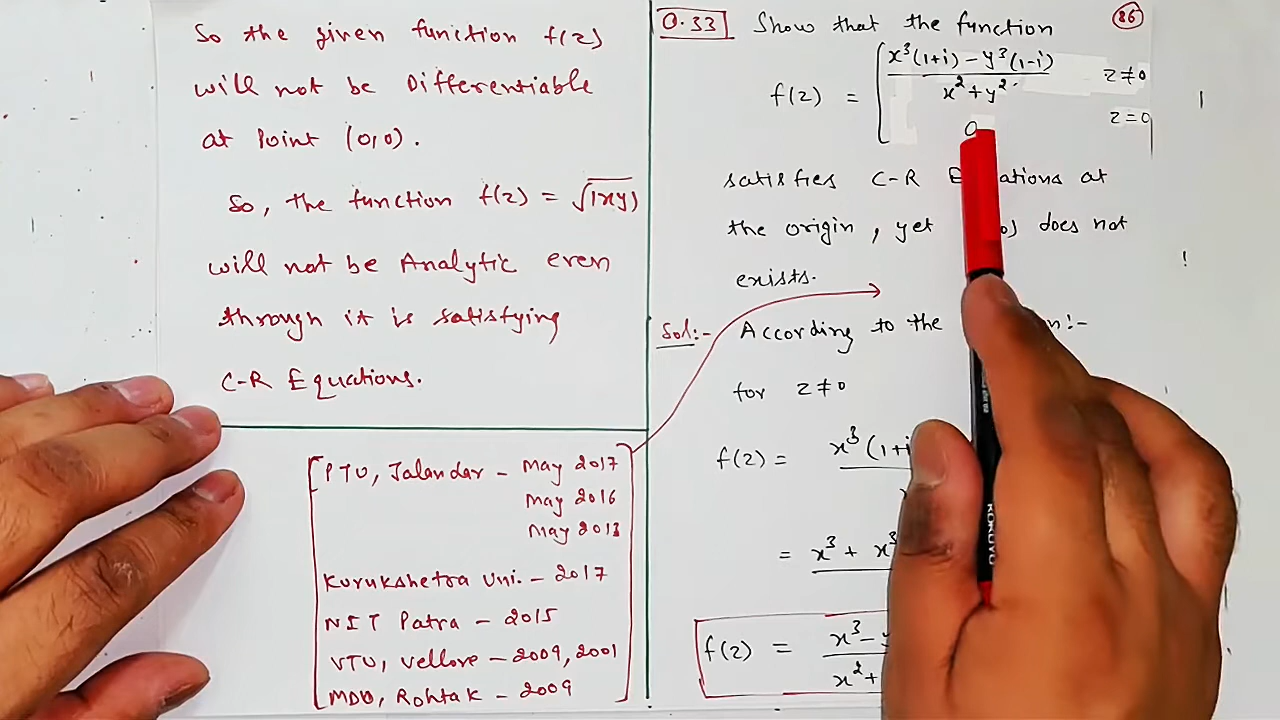 So the given function f(z)
will not be Differentiable
at Point (0,0).
So, the function f(z) = √|xy|
will not be Analytic even
through it is satisfying
C-R Equations.
PTU, Jalandar - May 2017
May 2016
May 2013
Kurukshetra Uni. - 2017
NIT Patra - 2015
VTU, Vellore - 2009, 2001
MDU, Rohtak - 2009
Q.33 Show that the function
86
x³(1+i) - y³(1-i) z≠0
f(z) =
x² + y²
0 z=0
satisfies C-R E ations at
the origin, yet does not
exists.
Sol:- According to the n:-
for z≠0
f(z) = x³(1+i
= x³ + x³
f(z) = x³-y
x²+
KOKUYO